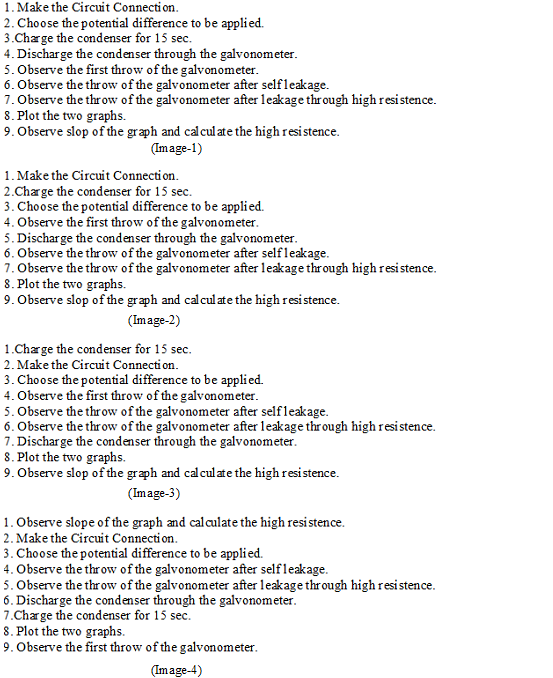 1. Make the Circuit Connection.
2. Choose the potential difference to be applied.
3.Charge the condenser for 15 sec.
4. Discharge the condenser through the galvonometer.
5. Observe the first throw of the galvonometer.
6. Observe the throw of the galvonometer after self leakage.
7. Observe the throw of the galvonometer after leakage through high resistence.
8. Plot the two graphs.
9. Observe slop of the graph and calculate the high resistence.
(Image-1)
1. Make the Circuit Connection.
2.Charge the condenser for 15 sec.
3. Choose the potential difference to be applied.
4. Observe the first throw of the galvonometer.
5. Discharge the condenser through the galvonometer.
6. Observe the throw of the galvonometer after self leakage.
7. Observe the throw of the galvonometer after leakage through high resistence.
8. Plot the two graphs.
9. Observe slop of the graph and calculate the high resistence.
(Image-2)
1.Charge the condenser for 15 sec.
2. Make the Circuit Connection.
3. Choose the potential difference to be applied.
4. Observe the first throw of the galvonometer.
5. Observe the throw of the galvonometer after self leakage.
6. Observe the throw of the galvonometer after leakage through high resistence.
7. Discharge the condenser through the galvonometer.
8. Plot the two graphs.
9. Observe slop of the graph and calculate the high resistence.
(Image-3)
1. Observe slope of the graph and calculate the high resistence.
2. Make the Circuit Connection.
3. Choose the potential difference to be applied.
4. Observe the throw of the galvonometer after self leakage.
5. Observe the throw of the galvonometer after leakage through high resistence.
6. Discharge the condenser through the galvonometer.
7.Charge the condenser for 15 sec.
8. Plot the two graphs.
9. Observe the first throw of the galvonometer.
(Image-4)